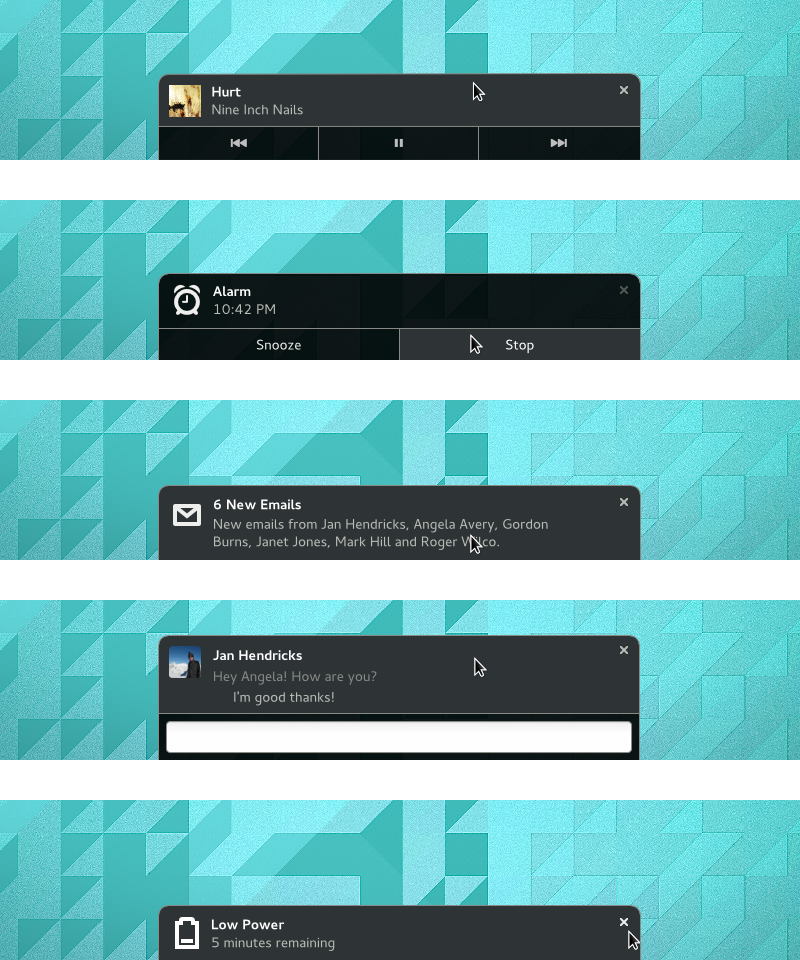 Hurt
Nine Inch Nails
Alarm
10:42 PM
Snooze
Stop
6 New Emails
New emails from Jan Hendricks, Angela Avery, Gordon
Burns, Janet Jones, Mark Hill and Roger Wilco.
Jan Hendricks
Hey Angela! How are you?
I'm good thanks!
Low Power
5 minutes remaining